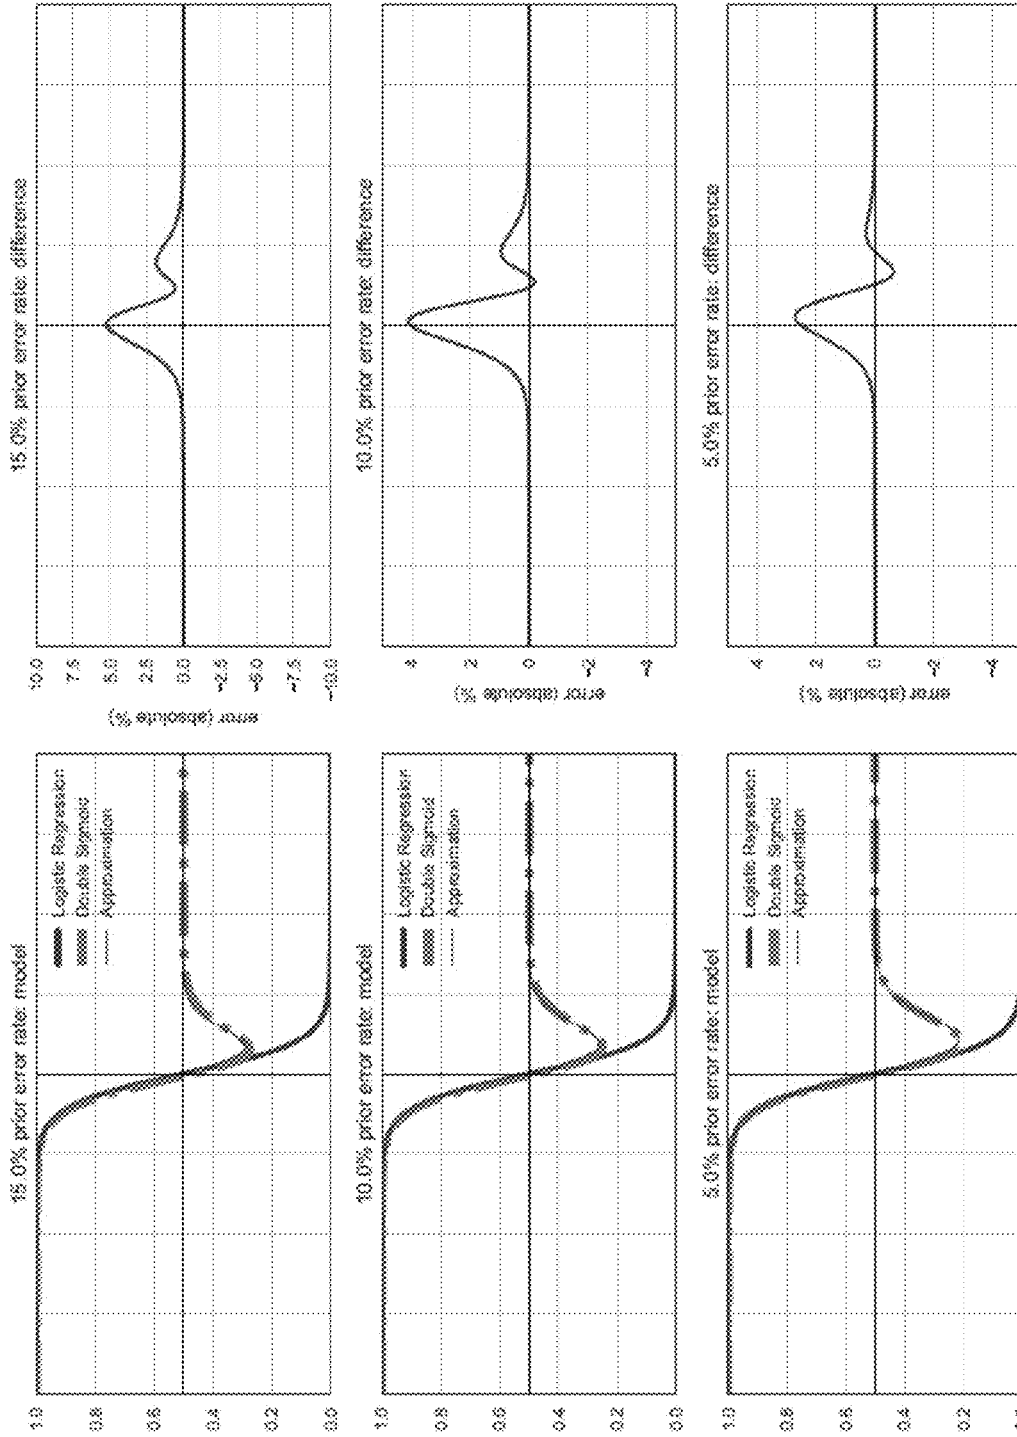 15.0% prior error rate: model
1.0
0.8
0.6
0.4
0.2
0.0
Logistic Regression
Double Sigmoid
Approximation
15.0% prior error rate: difference
error (absolute %)
10.0
7.5
5.0
2.5
0.0
−2.5
−5.0
−7.5
−10.0
10.0% prior error rate: model
1.0
0.8
0.6
0.4
0.2
0.0
Logistic Regression
Double Sigmoid
Approximation
10.0% prior error rate: difference
error (absolute %)
4
2
0
−2
−4
5.0% prior error rate: model
1.0
0.8
0.6
0.4
0.2
Logistic Regression
Double Sigmoid
Approximation
5.0% prior error rate: difference
error (absolute %)
4
2
0
−2
−4